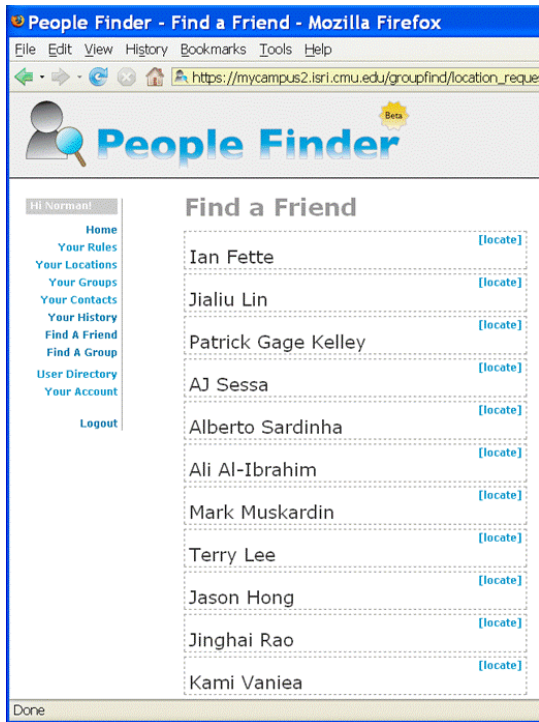 People Finder - Find a Friend - Mozilla Firefox
File Edit View History Bookmarks Tools Help
https://mycampus2.isri.cmu.edu/groupfind/location_reque
People Finder
Beta
Hi Norman!
Home
Your Rules
Your Locations
Your Groups
Your Contacts
Your History
Find A Friend
Find A Group
User Directory
Your Account
Logout
Find a Friend
[locate]
Ian Fette
[locate]
Jialiu Lin
[locate]
Patrick Gage Kelley
[locate]
AJ Sessa
[locate]
Alberto Sardinha
[locate]
Ali Al-Ibrahim
[locate]
Mark Muskardin
[locate]
Terry Lee
[locate]
Jason Hong
[locate]
Jinghai Rao
[locate]
Kami Vaniea
Done